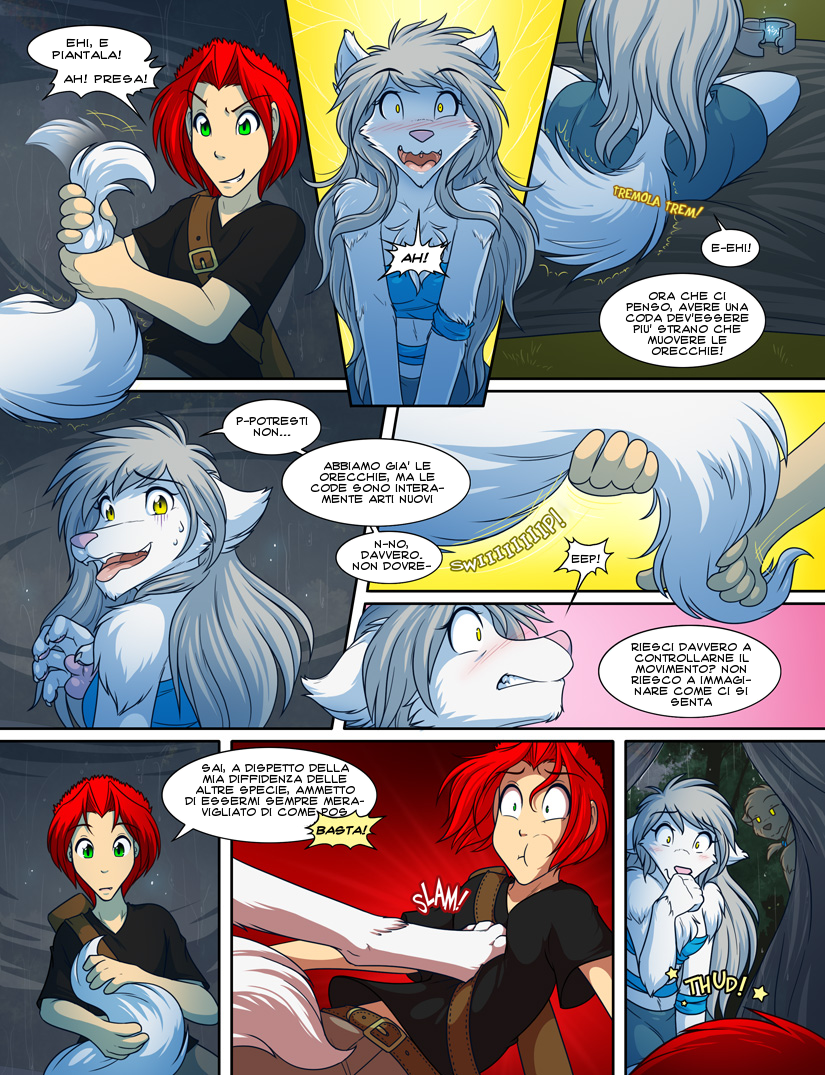 EHI, E
PIANTALA!
AH! PRESA!
AH!
TREMOLA TREM!
E-EHI!
ORA CHE CI
PENSO, AVERE UNA
CODA DEV'ESSERE
PIU' STRANO CHE
MUOVERE LE
ORECCHIE!
P-POTRESTI
NON...
ABBIAMO GIA' LE
ORECCHIE, MA LE
CODE SONO INTERA-
MENTE ARTI NUOVI
N-NO,
DAVVERO.
NON DOVRE-
SWIIIIIIIP!
EEP!
RIESCI DAVVERO A
CONTROLLARNE IL
MOVIMENTO? NON
RIESCO A IMMAGI-
NARE COME CI SI
SENTA
SAI, A DISPETTO DELLA
MIA DIFFIDENZA DELLE
ALTRE SPECIE, AMMETTO
DI ESSERMI SEMPRE MERA-
VIGLIATO DI COME POS
BASTA!
SLAM!
THUD!